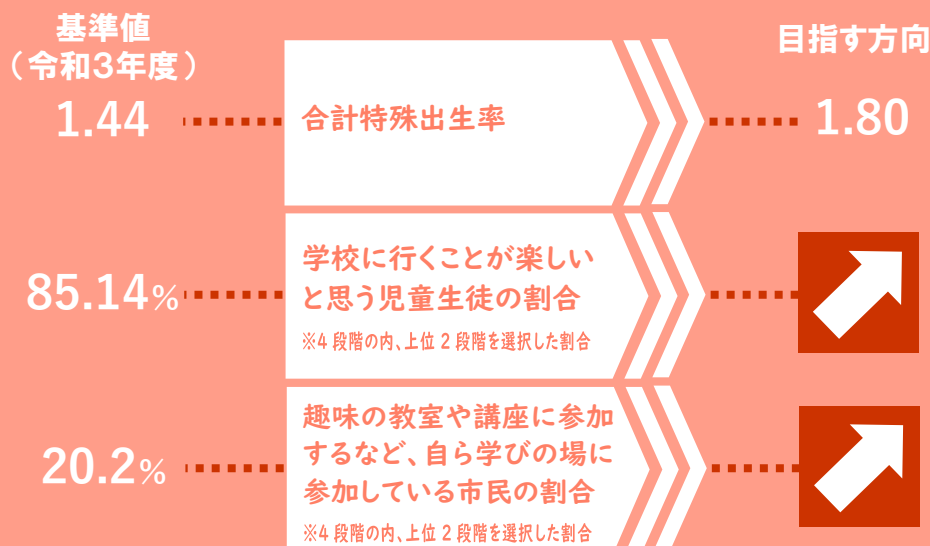 基準値
（令和3年度）
目指す方向
1.44
合計特殊出生率
1.80
85.14%
学校に行くことが楽しい
と思う児童生徒の割合
※4段階の内、上位2段階を選択した割合
20.2%
趣味の教室や講座に参加
するなど、自ら学びの場に
参加している市民の割合
※4段階の内、上位2段階を選択した割合